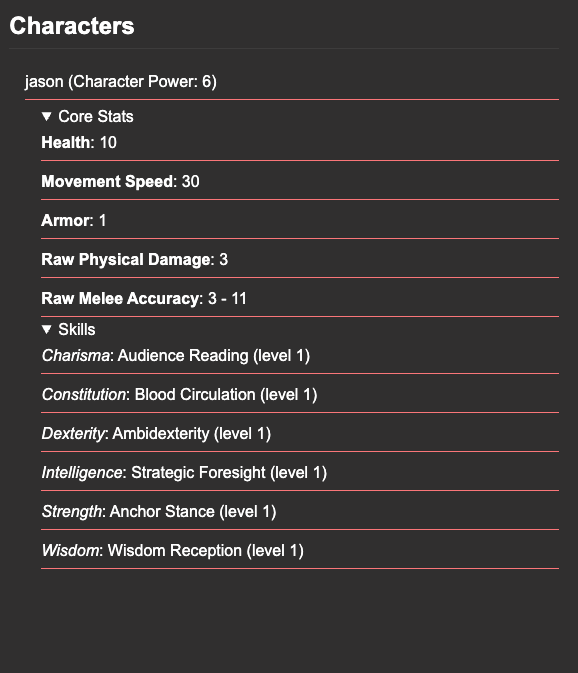 Characters
jason (Character Power: 6)
▼ Core Stats
Health: 10
Movement Speed: 30
Armor: 1
Raw Physical Damage: 3
Raw Melee Accuracy: 3 - 11
▼ Skills
Charisma: Audience Reading (level 1)
Constitution: Blood Circulation (level 1)
Dexterity: Ambidexterity (level 1)
Intelligence: Strategic Foresight (level 1)
Strength: Anchor Stance (level 1)
Wisdom: Wisdom Reception (level 1)